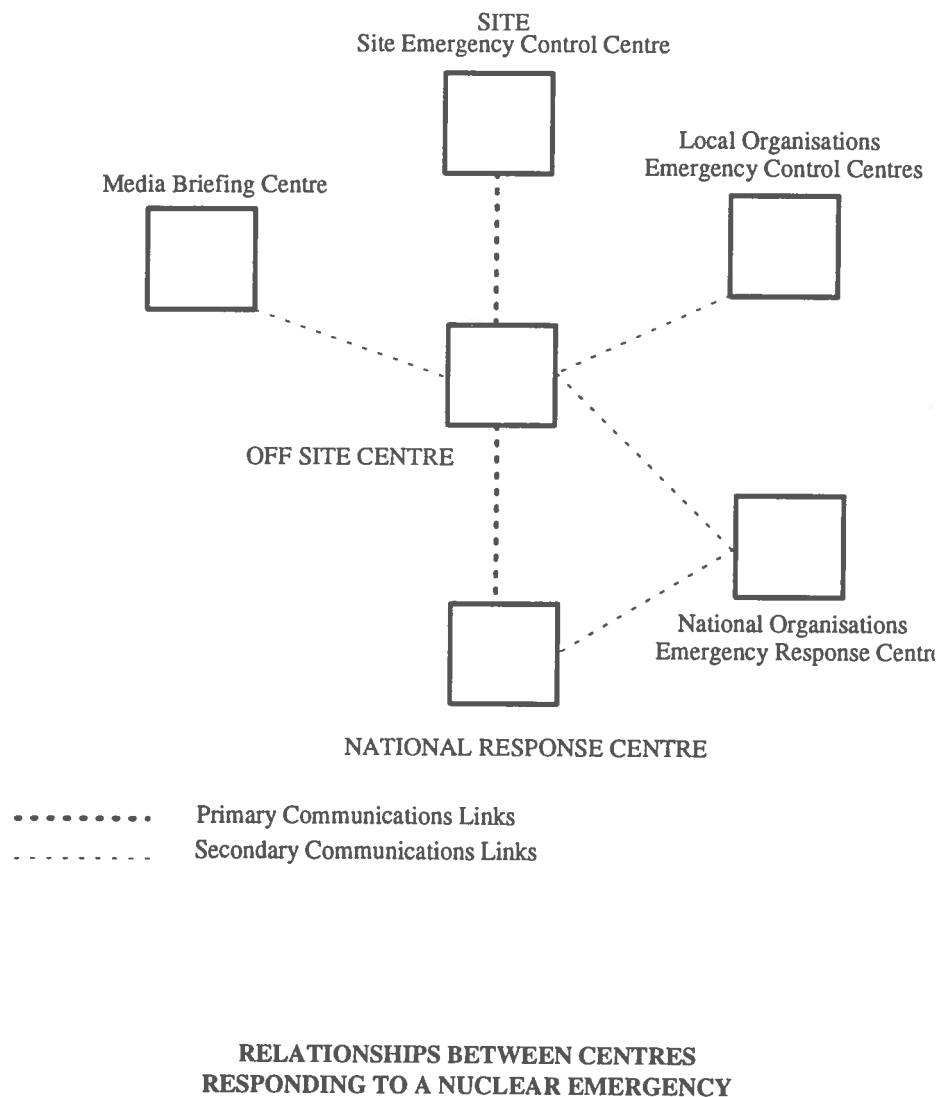 SITE
Site Emergency Control Centre
Local Organisations
Emergency Control Centres
Media Briefing Centre
OFF SITE CENTRE
National Organisations
Emergency Response Centre
NATIONAL RESPONSE CENTRE
Primary Communications Links
Secondary Communications Links
RELATIONSHIPS BETWEEN CENTRES
RESPONDING TO A NUCLEAR EMERGENCY